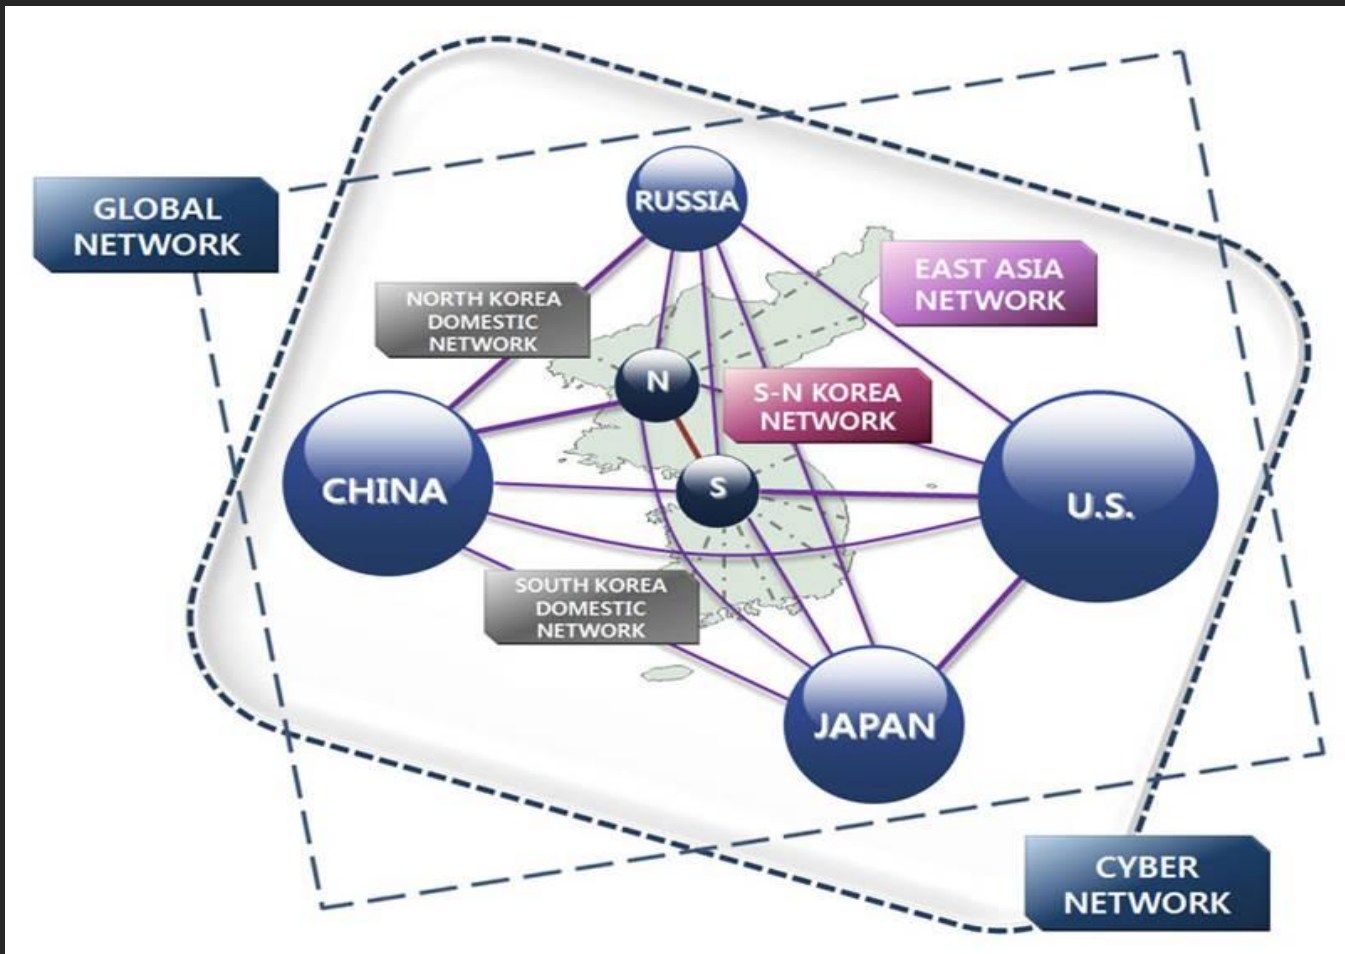 GLOBAL
NETWORK
RUSSIA
EAST ASIA
NETWORK
NORTH KOREA
DOMESTIC
NETWORK
N
S-N KOREA
NETWORK
CHINA
S
U.S.
SOUTH KOREA
DOMESTIC
NETWORK
JAPAN
CYBER
NETWORK